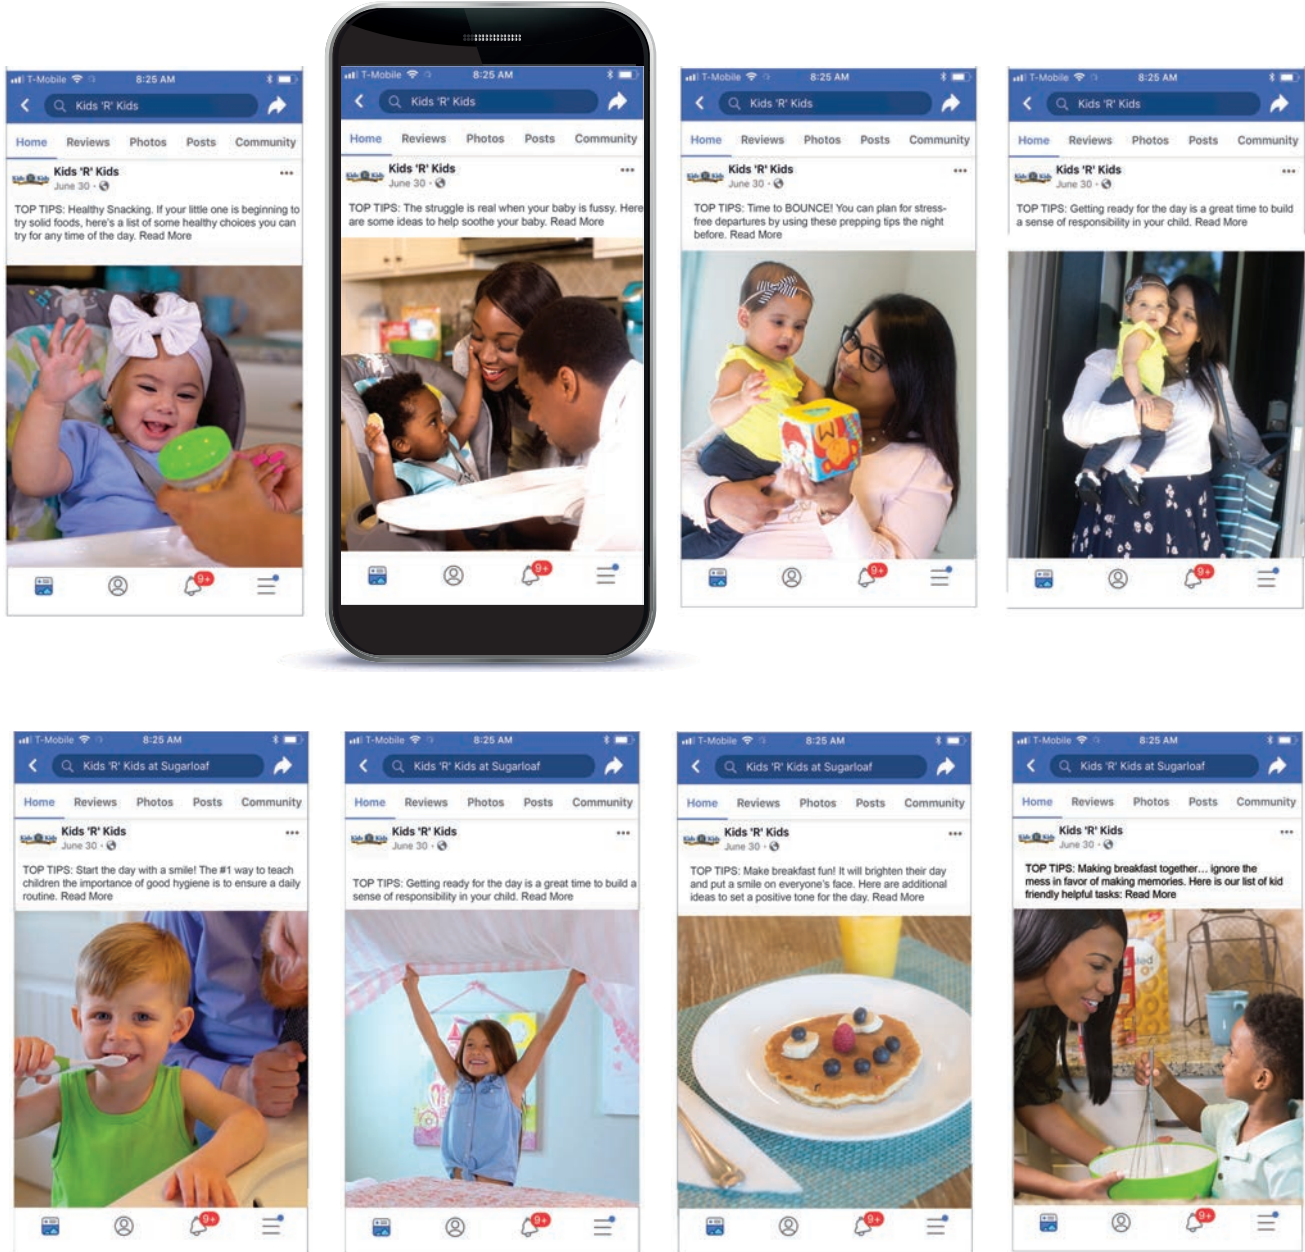 T-Mobile 8:25 AM
Kids 'R' Kids
Home Reviews Photos Posts Community
Kids 'R' Kids
June 30
TOP TIPS: Healthy Snacking. If your little one is beginning to
try solid foods, here's a list of some healthy choices you can
try for any time of the day. Read More
9+
T-Mobile 8:25 AM
Kids 'R' Kids
Home Reviews Photos Posts Community
Kids 'R' Kids
June 30
TOP TIPS: The struggle is real when your baby is fussy. Here
are some ideas to help soothe your baby. Read More
9+
T-Mobile 8:25 AM
Kids 'R' Kids
Home Reviews Photos Posts Community
Kids 'R' Kids
June 30
TOP TIPS: Time to BOUNCE! You can plan for stress-
free departures by using these prepping tips the night
before. Read More
9+
T-Mobile 8:25 AM
Kids 'R' Kids
Home Reviews Photos Posts Community
Kids 'R' Kids
June 30
TOP TIPS: Getting ready for the day is a great time to build
a sense of responsibility in your child. Read More
9+
T-Mobile 8:25 AM
Kids 'R' Kids at Sugarloaf
Home Reviews Photos Posts Community
Kids 'R' Kids
June 30
TOP TIPS: Start the day with a smile! The #1 way to teach
children the importance of good hygiene is to ensure a daily
routine. Read More
9+
T-Mobile 8:25 AM
Kids 'R' Kids at Sugarloaf
Home Reviews Photos Posts Community
Kids 'R' Kids
June 30
TOP TIPS: Getting ready for the day is a great time to build a
sense of responsibility in your child. Read More
9+
T-Mobile 8:25 AM
Kids 'R' Kids at Sugarloaf
Home Reviews Photos Posts Community
Kids 'R' Kids
June 30
TOP TIPS: Make breakfast fun! It will brighten their day
and put a smile on everyone's face. Here are additional
ideas to set a positive tone for the day. Read More
9+
T-Mobile 8:25 AM
Kids 'R' Kids at Sugarloaf
Home Reviews Photos Posts Community
Kids 'R' Kids
June 30
TOP TIPS: Making breakfast together... ignore the
mess in favor of making memories. Here is our list of kid
friendly helpful tasks: Read More
9+